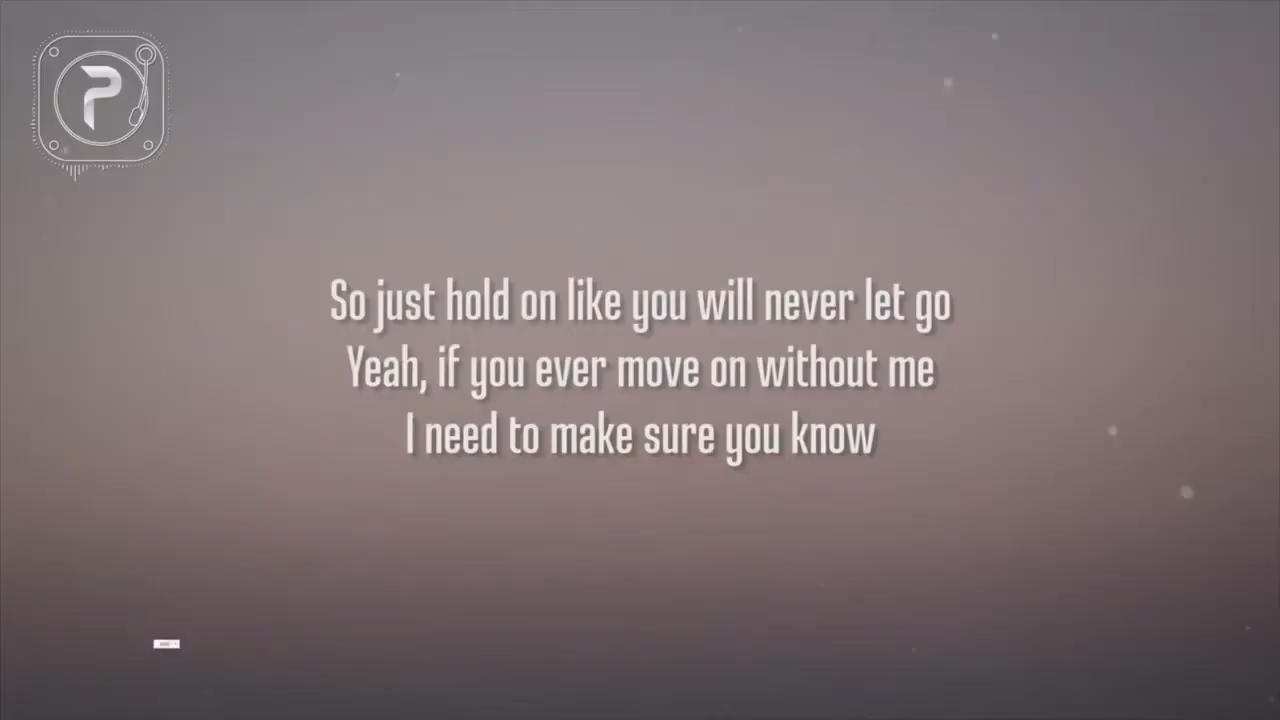 P
So just hold on like you will never let go
Yeah, if you ever move on without me
I need to make sure you know